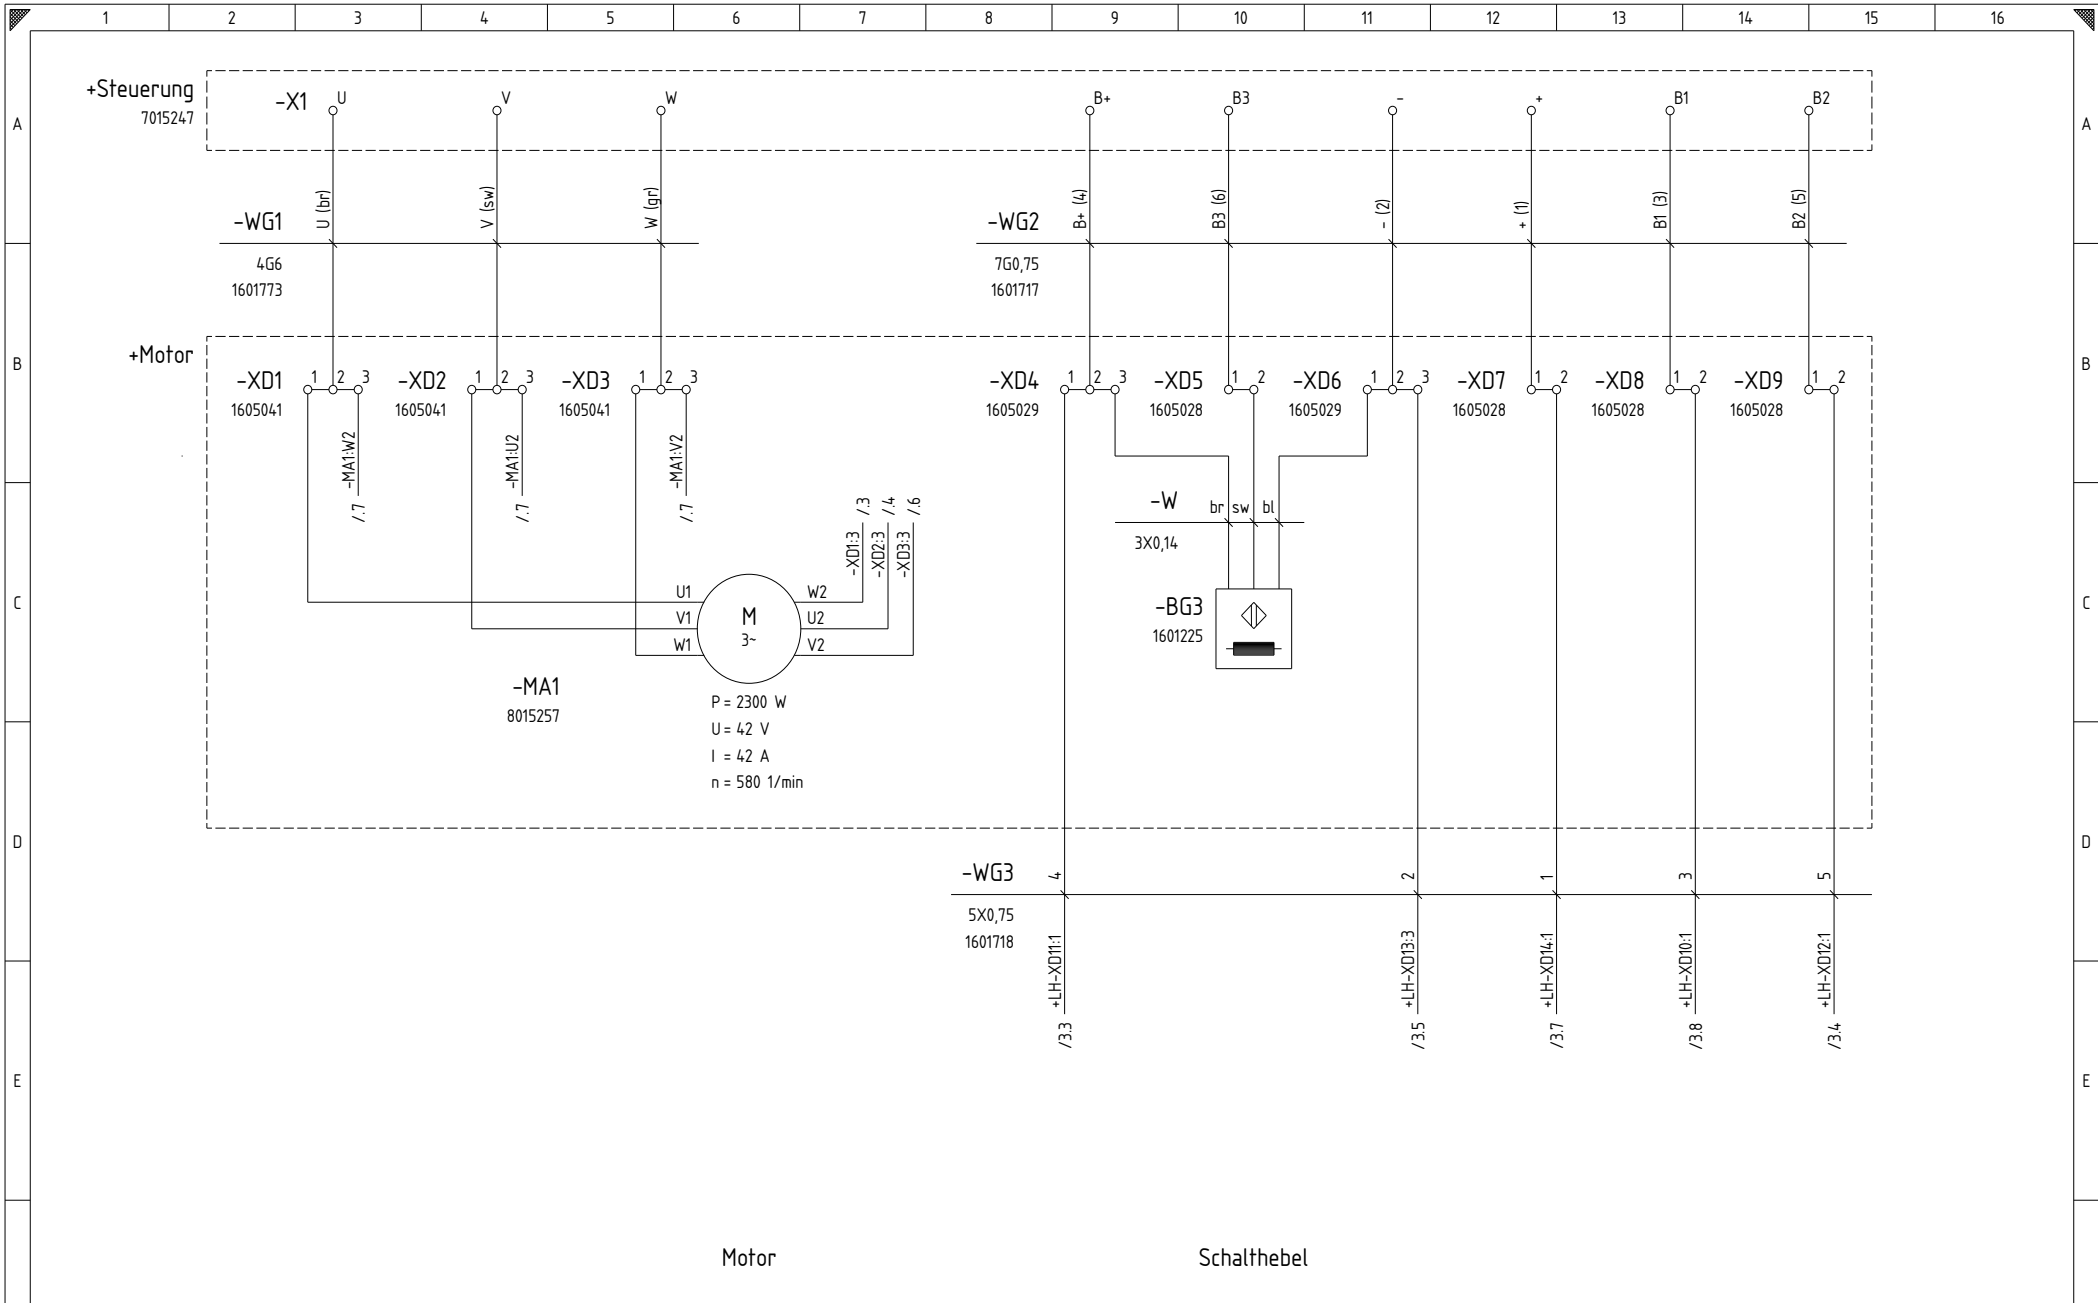 1 2 3 4 5 6 7 8 9 10 11 12 13 14 15 16
+Steuerung
7015247
-X1 U V W B+ B3 - + B1 B2
A A
U (br) V (sw) W (gr) B+ (4) B3 (6) - (2) + (1) B1 (3) B2 (5)
-WG1 -WG2
4G6 7G0,75
1601773 1601717
+Motor
B B
-XD1 1 2 3 -XD2 1 2 3 -XD3 1 2 3 -XD4 1 2 3 -XD5 1 2 -XD6 1 2 3 -XD7 1 2 -XD8 1 2 -XD9 1 2
1605041 1605041 1605041 1605029 1605028 1605029 1605028 1605028 1605028
-MA1:W2 -MA1:U2 -MA1:V2
/.7 /.7 /.7
/.3 /.4 /.6
-XD1:3 -XD2:3 -XD3:3
-W br sw bl
3X0,14
C C
U1 W2
V1 U2
W1 V2
M
3~
-BG3
1601225
-MA1
8015257
P = 2300 W
U = 42 V
I = 42 A
n = 580 1/min
D D
-WG3 4 2 1 3 5
5X0,75
1601718
+LH-XD11:1 +LH-XD13:3 +LH-XD14:1 +LH-XD10:1 +LH-XD12:1
/3.3 /3.5 /3.7 /3.8 /3.4
E E
Motor Schalthebel